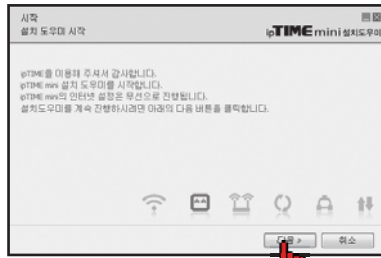 시작
설치 도우미 시작
ipTIME mini 설치도우미
ipTIME을 이용해 주셔서 감사합니다.
ipTIME mini 설치 도우미를 시작합니다.
ipTIME mini의 인터넷 설정은 무선으로 진행됩니다.
설치도우미를 계속 진행하시려면 아래의 다음 버튼을 클릭합니다.
다음 >
취소